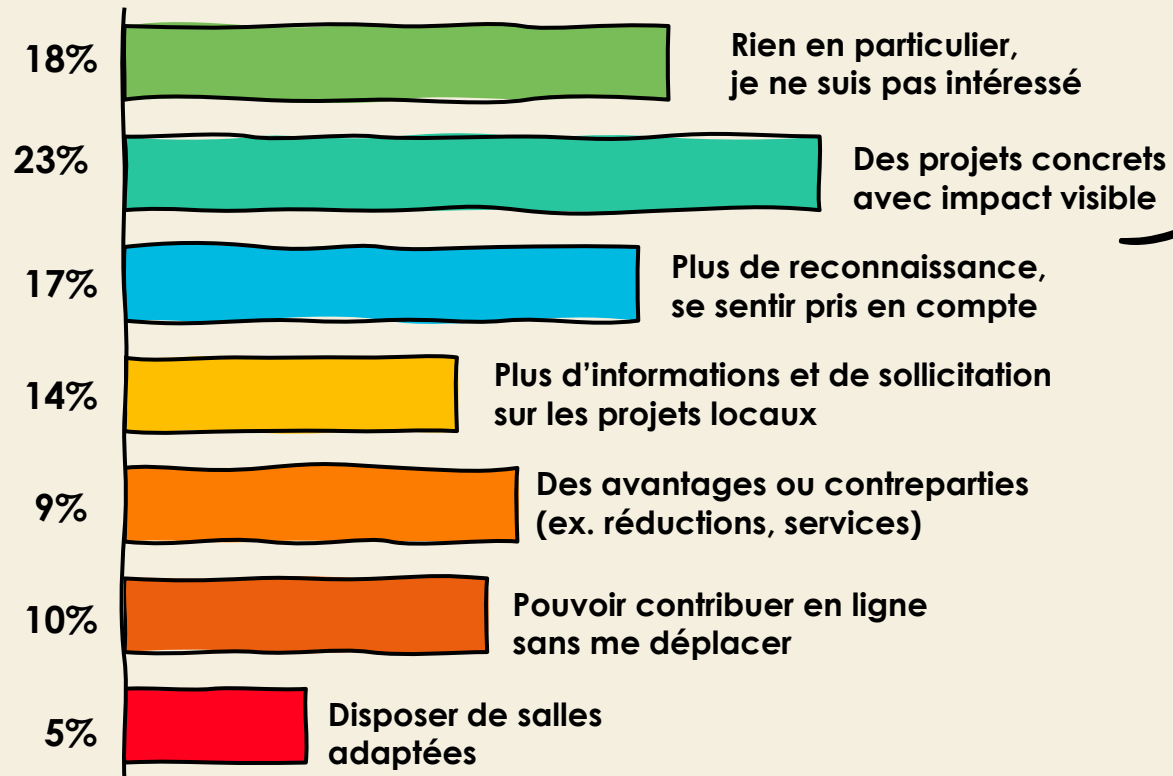 18%
Rien en particulier,
je ne suis pas intéressé
23%
Des projets concrets
avec impact visible
17%
Plus de reconnaissance,
se sentir pris en compte
14%
Plus d’informations et de sollicitation
sur les projets locaux
9%
Des avantages ou contreparties
(ex. réductions, services)
10%
Pouvoir contribuer en ligne
sans me déplacer
5%
Disposer de salles
adaptées